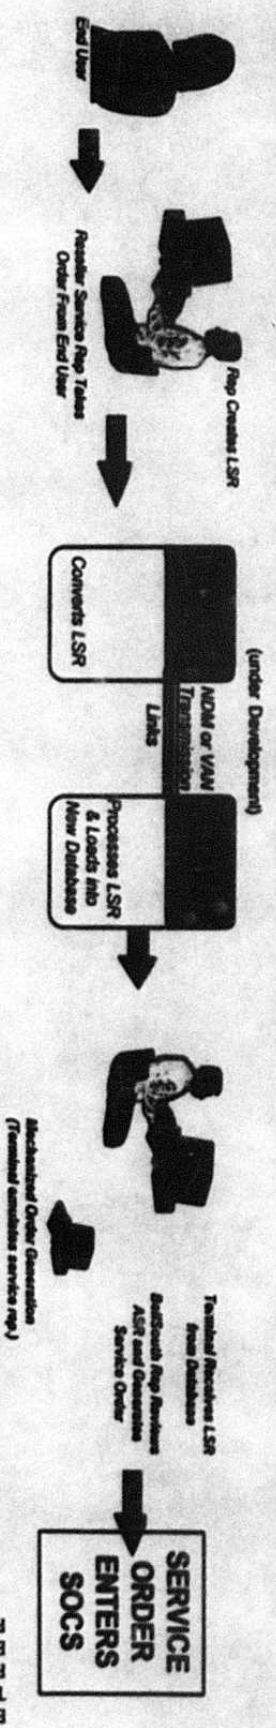 End User
Reseller Service Rep Takes
Order From End User
Rep Creates LSR
(under Development)
Converts LSR
NDM or VAN
Transmission
Links
Processes LSR
& Loads into
New Database
Terminal Receives LSR
from Database
BellSouth Rep Reviews
ASR and Generates
Service Order
Mechanized Order Generation
(Terminal emulates service rep.)
SERVICE
ORDER
ENTERS
SOCS